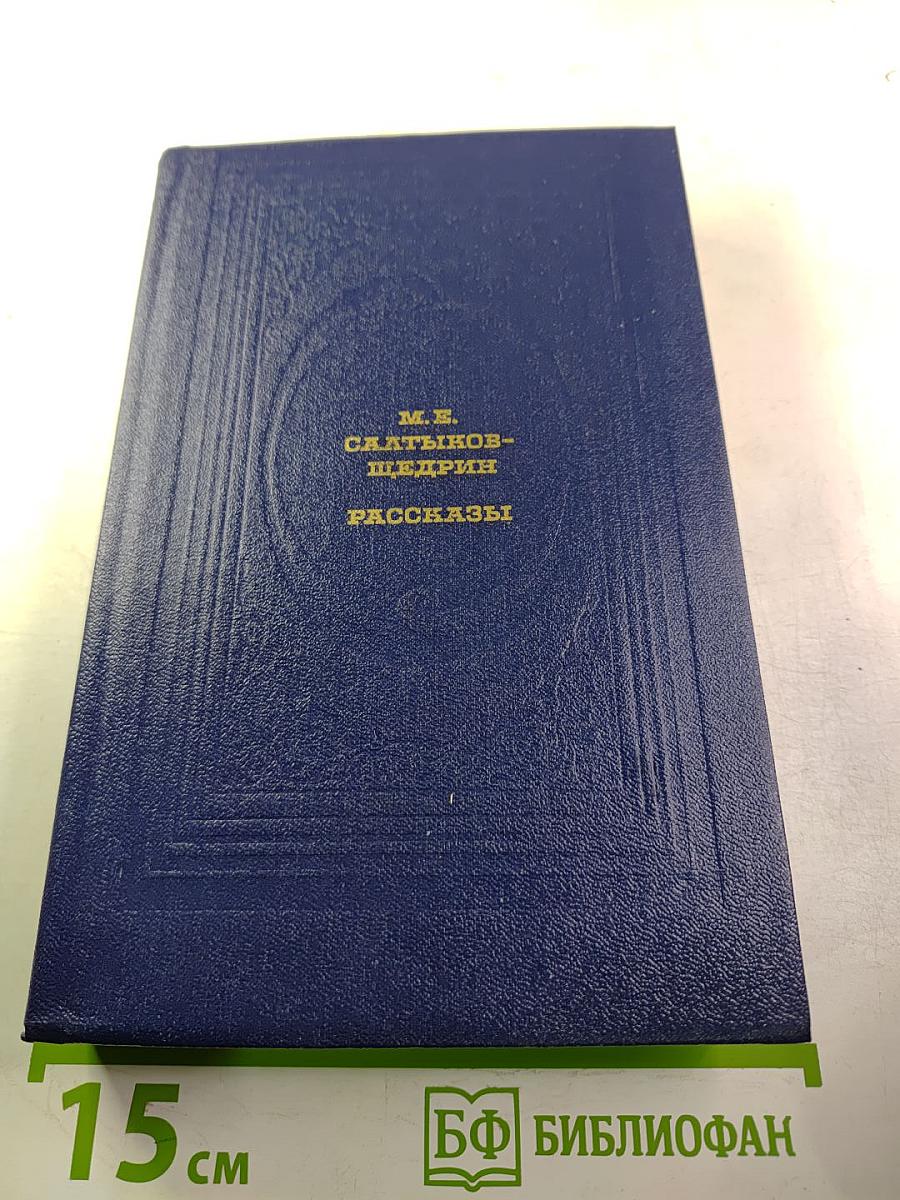 М. Е.
САЛТЫКОВ-
ЩЕДРИН
РАССКАЗЫ
15 см
БФ БИБЛИОФАН